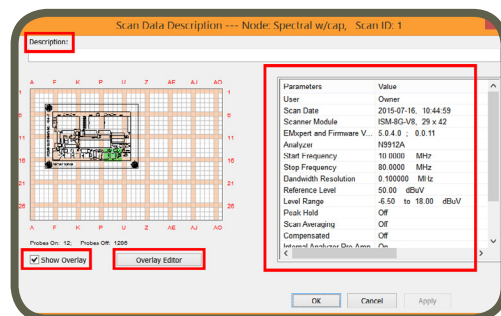 Scan Data Description --- Node: Spectral w/cap, Scan ID: 1
Description:
A F K P U Z AE AJ AO
1 1
6 6
11 11
16 16
21 21
26 26
A F K P U Z AE AJ AO
Probes On: 12; Probes Off: 1206
Show Overlay
Overlay Editor
Parameters Value
User Owner
Scan Date 2015-07-16, 10:44:59
Scanner Module ISM-8G-V8, 29 x 42
EMxpert and Firmware V... 5.0.4.0 ; 0.0.11
Analyzer N9912A
Start Frequency 10.0000 MHz
Stop Frequency 80.0000 MHz
Bandwidth Resolution 0.100000 MHz
Reference Level 50.00 dBuV
Level Range -6.50 to 18.00 dBuV
Peak Hold Off
Scan Averaging Off
Compensated Off
Internal Analyzer Pre Amp On
OK Cancel Apply